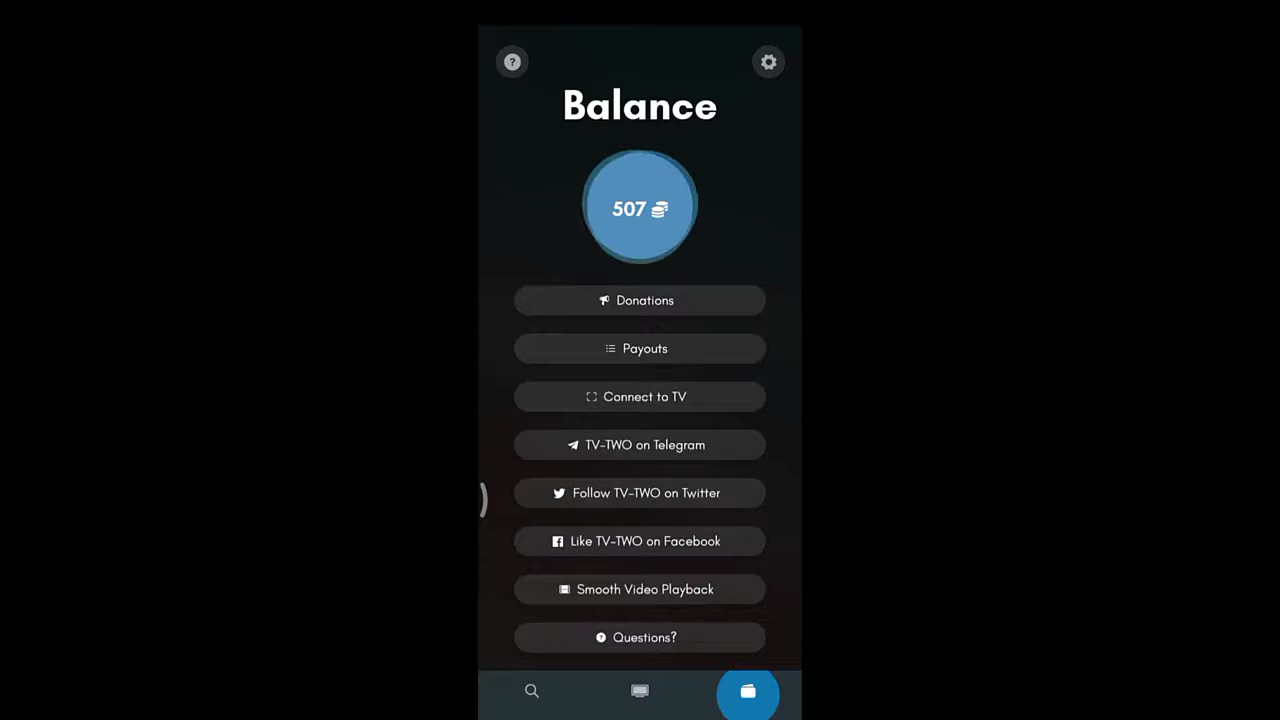 Balance
507
Donations
Payouts
Connect to TV
TV-TWO on Telegram
Follow TV-TWO on Twitter
Like TV-TWO on Facebook
Smooth Video Playback
Questions?